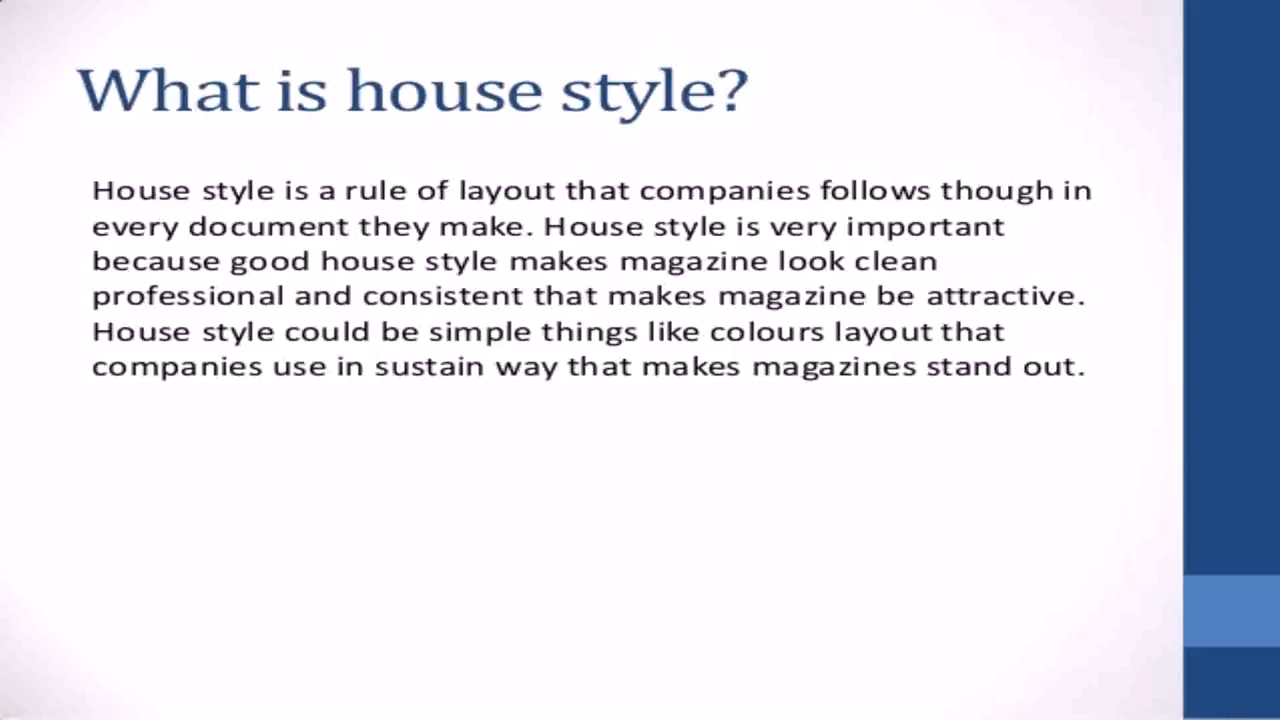 What is house style?
House style is a rule of layout that companies follows though in
every document they make. House style is very important
because good house style makes magazine look clean
professional and consistent that makes magazine be attractive.
House style could be simple things like colours layout that
companies use in sustain way that makes magazines stand out.